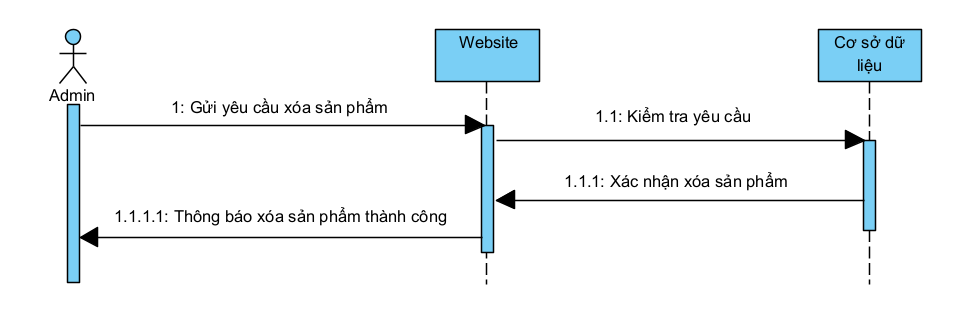 Website
Cơ sở dữ
liệu
Admin
1: Gửi yêu cầu xóa sản phẩm
1.1: Kiểm tra yêu cầu
1.1.1: Xác nhận xóa sản phẩm
1.1.1.1: Thông báo xóa sản phẩm thành công